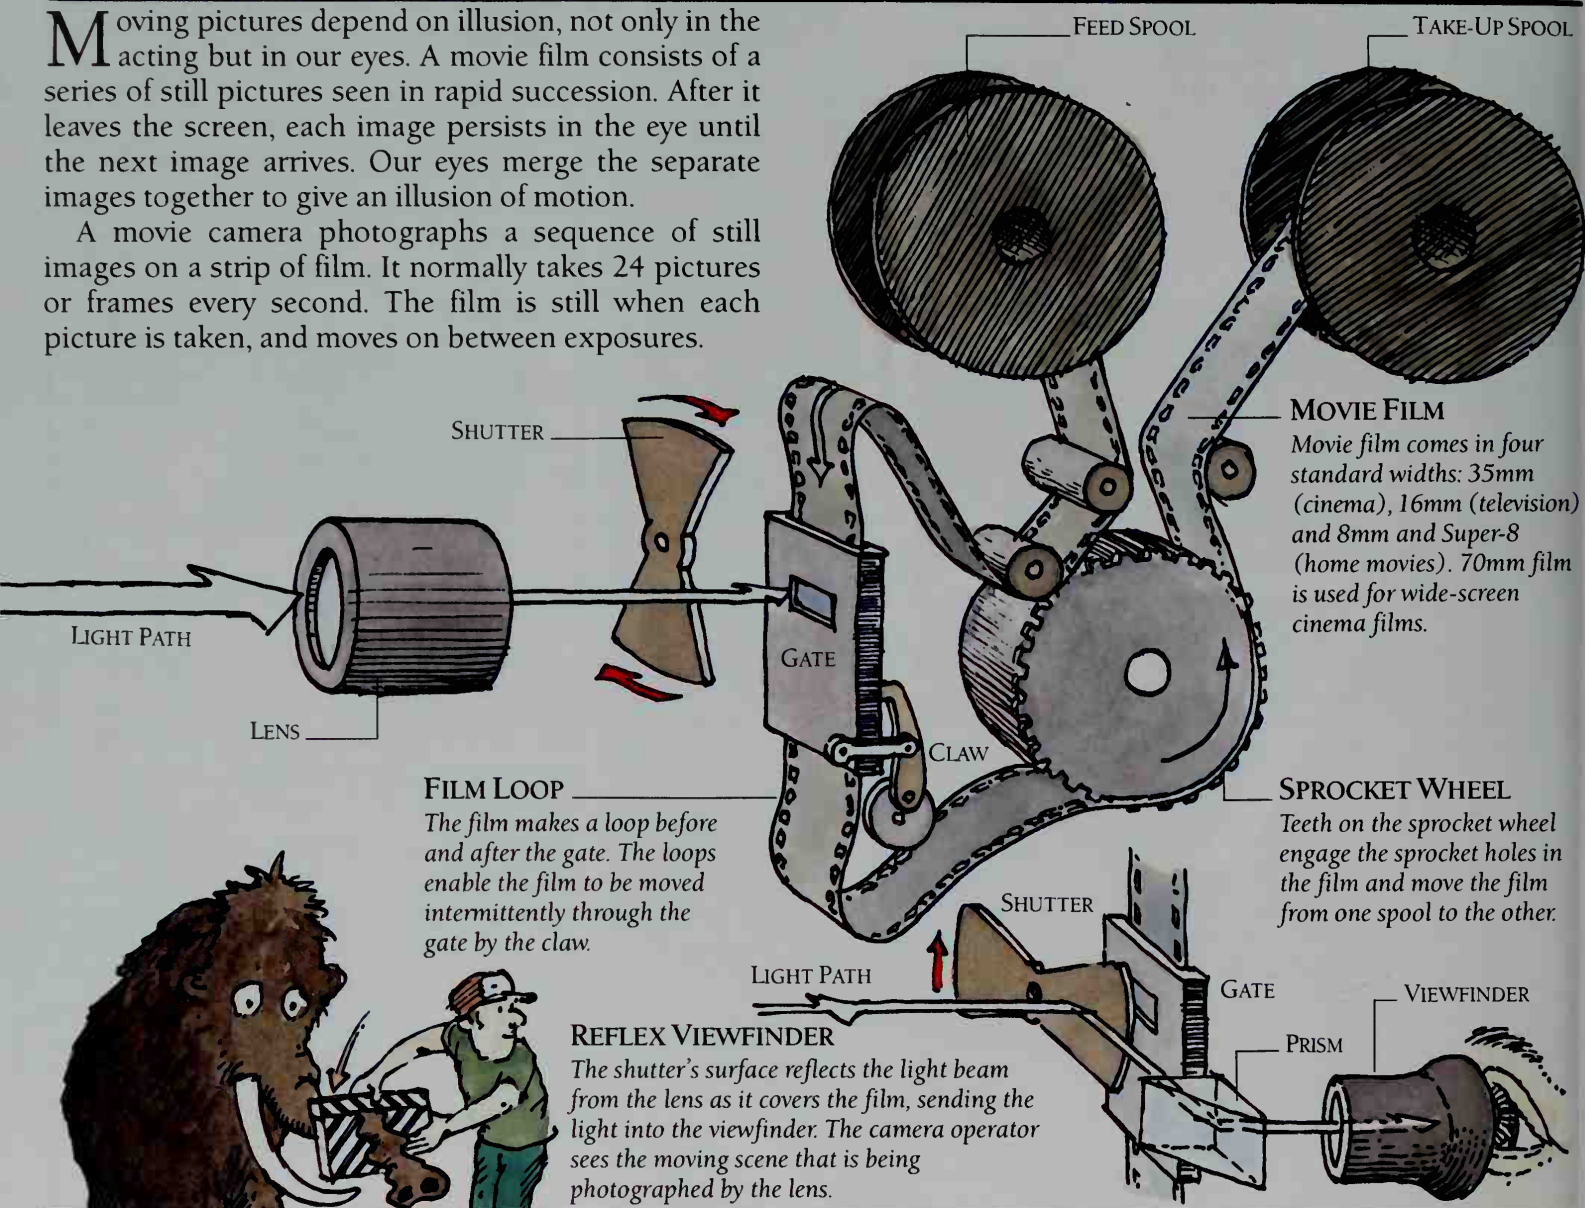 Moving pictures depend on illusion, not only in the
acting but in our eyes. A movie film consists of a
series of still pictures seen in rapid succession. After it
leaves the screen, each image persists in the eye until
the next image arrives. Our eyes merge the separate
images together to give an illusion of motion.
A movie camera photographs a sequence of still
images on a strip of film. It normally takes 24 pictures
or frames every second. The film is still when each
picture is taken, and moves on between exposures.
FEED SPOOL
TAKE-UP SPOOL
SHUTTER
MOVIE FILM
Movie film comes in four
standard widths: 35mm
(cinema), 16mm (television)
and 8mm and Super-8
(home movies). 70mm film
is used for wide-screen
cinema films.
LIGHT PATH
GATE
LENS
CLAW
FILM LOOP
The film makes a loop before
and after the gate. The loops
enable the film to be moved
intermittently through the
gate by the claw.
SPROCKET WHEEL
Teeth on the sprocket wheel
engage the sprocket holes in
the film and move the film
from one spool to the other.
SHUTTER
LIGHT PATH
GATE
VIEWFINDER
PRISM
REFLEX VIEWFINDER
The shutter's surface reflects the light beam
from the lens as it covers the film, sending the
light into the viewfinder. The camera operator
sees the moving scene that is being
photographed by the lens.